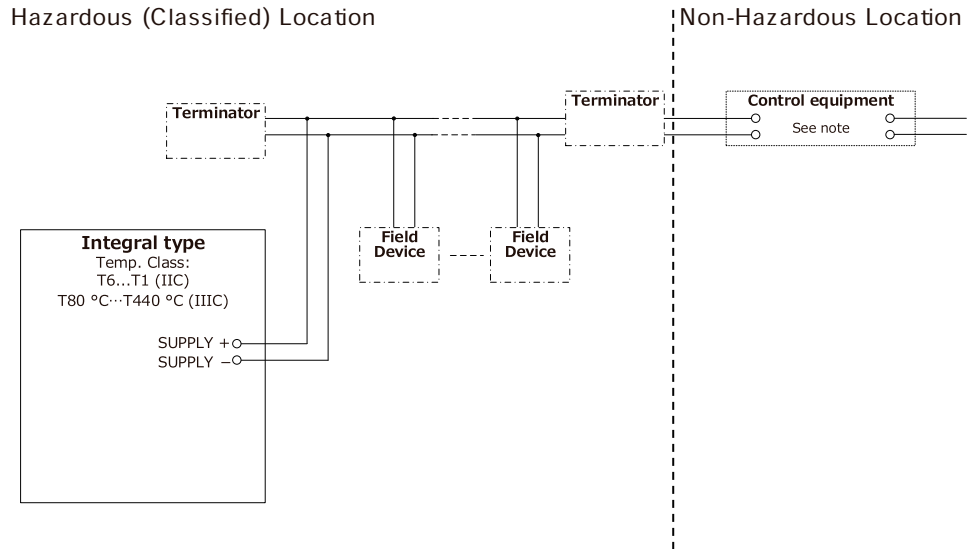 Hazardous (Classified) Location
Non-Hazardous Location
Terminator
Terminator
Control equipment
See note
Integral type
Temp. Class:
T6...T1 (IIC)
T80 °C⋯T440 °C (IIIC)
Field
Device
Field
Device
SUPPLY +
SUPPLY −